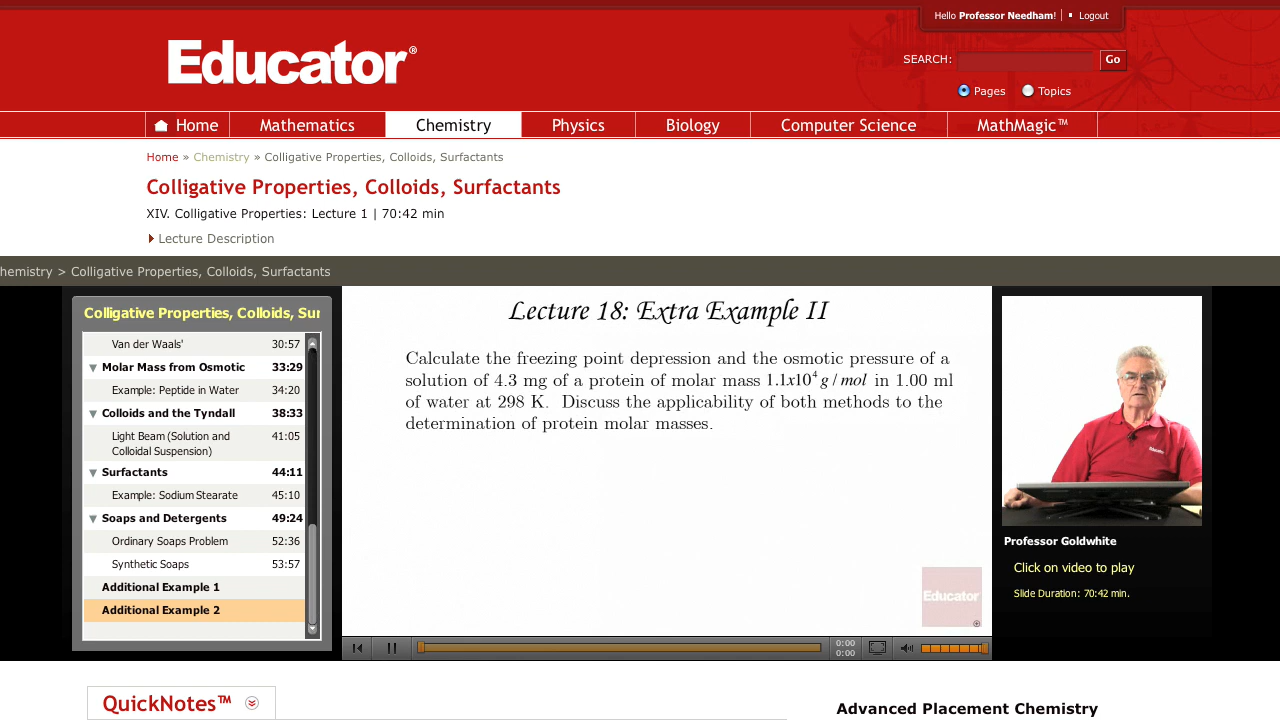 Hello Professor Needham! Logout
Educator®
SEARCH: Go
Pages Topics
Home Mathematics Chemistry Physics Biology Computer Science MathMagic™
Home » Chemistry » Colligative Properties, Colloids, Surfactants
Colligative Properties, Colloids, Surfactants
XIV. Colligative Properties: Lecture 1 | 70:42 min
Lecture Description
hemistry > Colligative Properties, Colloids, Surfactants
Colligative Properties, Colloids, Sur
Van der Waals' 30:57
Molar Mass from Osmotic 33:29
Example: Peptide in Water 34:20
Colloids and the Tyndall 38:33
Light Beam (Solution and 41:05
Colloidal Suspension)
Surfactants 44:11
Example: Sodium Stearate 45:10
Soaps and Detergents 49:24
Ordinary Soaps Problem 52:36
Synthetic Soaps 53:57
Additional Example 1
Additional Example 2
Lecture 18: Extra Example II
Calculate the freezing point depression and the osmotic pressure of a
solution of 4.3 mg of a protein of molar mass 1.1x10⁴ g / mol in 1.00 ml
of water at 298 K. Discuss the applicability of both methods to the
determination of protein molar masses.
Educator
0:00
0:00
Educator
Professor Goldwhite
Click on video to play
Slide Duration: 70:42 min.
QuickNotes™
Advanced Placement Chemistry